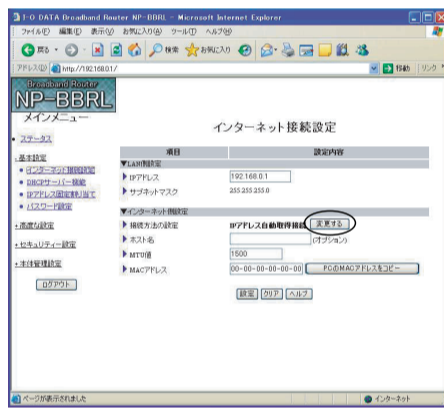 I-O DATA Broadband Router NP-BBRL - Microsoft Internet Explorer
ファイル(F) 編集(E) 表示(V) お気に入り(A) ツール(T) ヘルプ(H)
戻る 検索 お気に入り
アドレス(D) http://192.168.0.1/ 移動 リンク
Broadband Router
NP-BBRL
メインメニュー
ステータス
基本設定
インターネット接続設定
DHCPサーバー機能
IPアドレス固定割り当て
パスワード設定
高度な設定
セキュリティー設定
本体管理設定
ログアウト
インターネット接続設定
項目 設定内容
▼LAN側設定
IPアドレス 192.168.0.1
サブネットマスク 255.255.255.0
▼インターネット側設定
接続方法の設定 IPアドレス自動取得接続 変更する
ホスト名 (オプション)
MTU値 1500
MACアドレス 00-00-00-00-00-00 PCのMACアドレスをコピー
設定 クリア ヘルプ
ページが表示されました インターネット